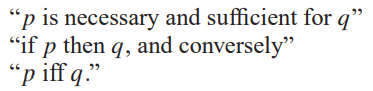 “p is necessary and sufficient for q”
“if p then q, and conversely”
“p iff q.”